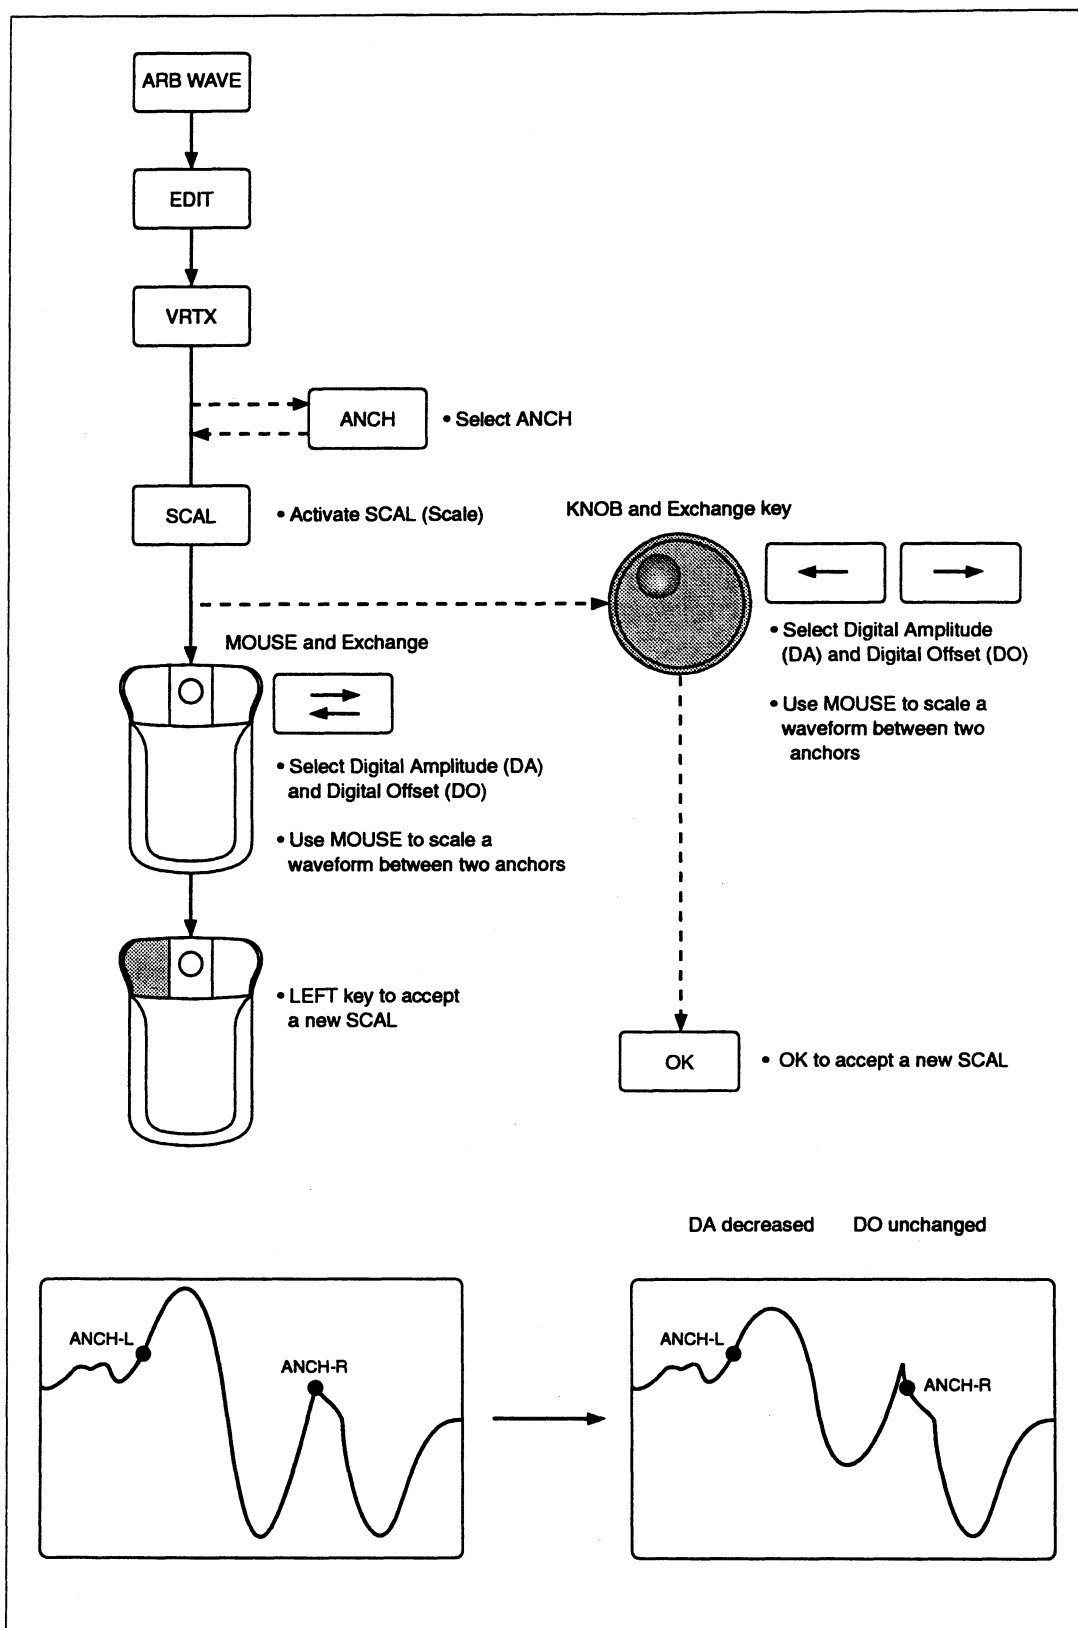 ARB WAVE
EDIT
VRTX
ANCH
• Select ANCH
SCAL
• Activate SCAL (Scale)
KNOB and Exchange key
• Select Digital Amplitude
(DA) and Digital Offset (DO)
• Use MOUSE to scale a
waveform between two
anchors
MOUSE and Exchange
• Select Digital Amplitude (DA)
and Digital Offset (DO)
• Use MOUSE to scale a
waveform between two anchors
• LEFT key to accept
a new SCAL
OK
• OK to accept a new SCAL
DA decreased DO unchanged
ANCH-L
ANCH-R
ANCH-L
ANCH-R